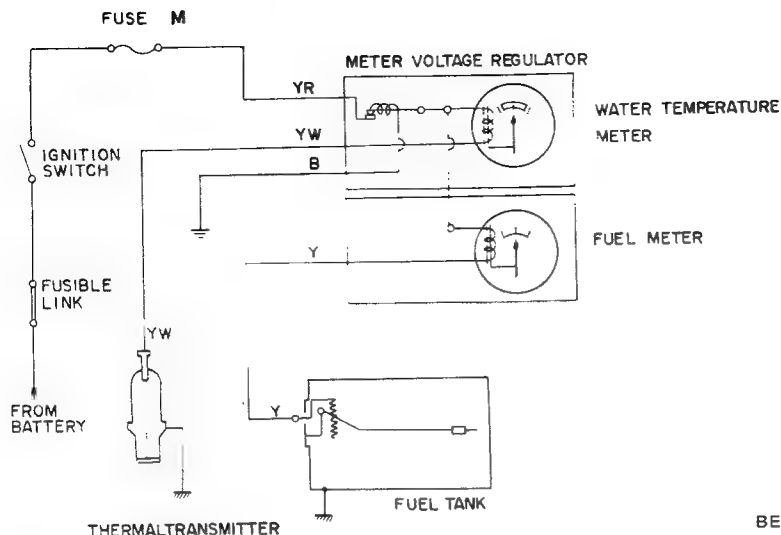 FUSE M
METER VOLTAGE REGULATOR
YR
WATER TEMPERATURE
METER
YW
IGNITION
SWITCH
B
FUEL METER
Y
FUSIBLE
LINK
YW
FROM
BATTERY
Y
FUEL TANK
THERMALTRANSMITTER
BE